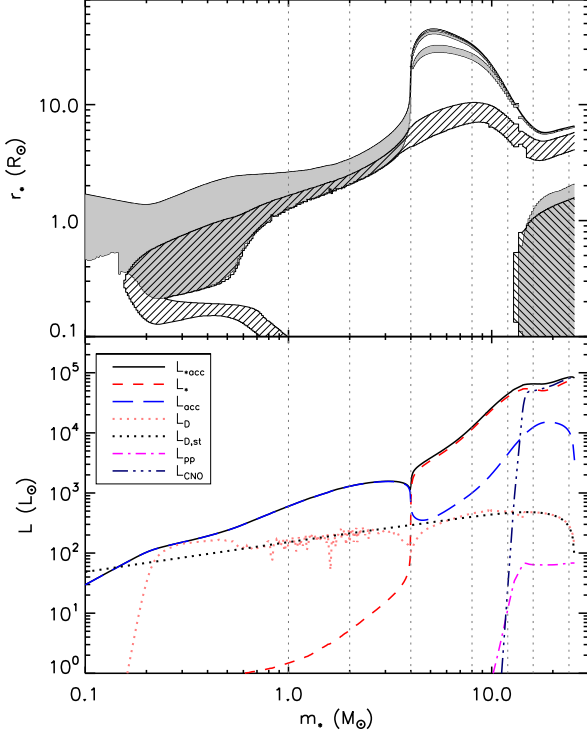 r⋆ (R⊙)
10.0
1.0
0.1
L⋆acc
L⋆
Lacc
LD
LD,st
Lpp
LCNO
L (L⊙)
10⁵
10⁴
10³
10²
10¹
10⁰
0.1
1.0
10.0
m⋆ (M⊙)